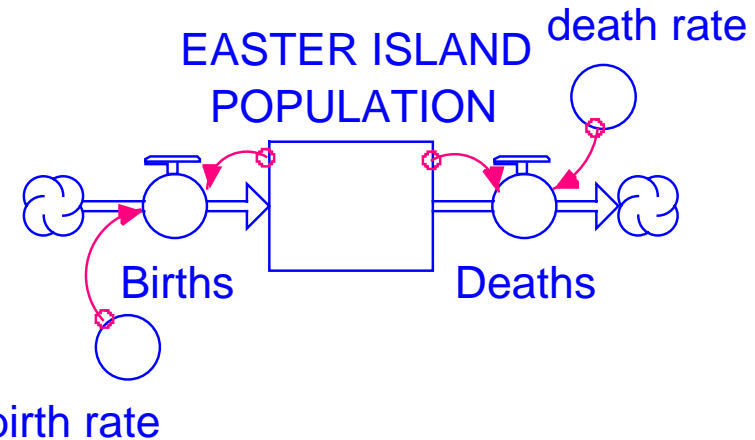 death rate
EASTER ISLAND
POPULATION
Births
Deaths
birth rate